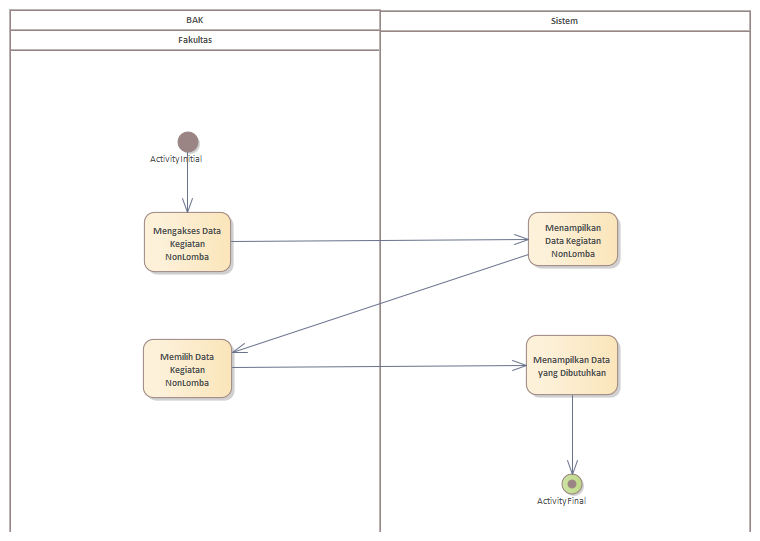 BAK
Sistem
Fakultas
ActivityInitial
Mengakses Data
Kegiatan
NonLomba
Menampilkan
Data Kegiatan
NonLomba
Memilih Data
Kegiatan
NonLomba
Menampilkan Data
yang Dibutuhkan
ActivityFinal